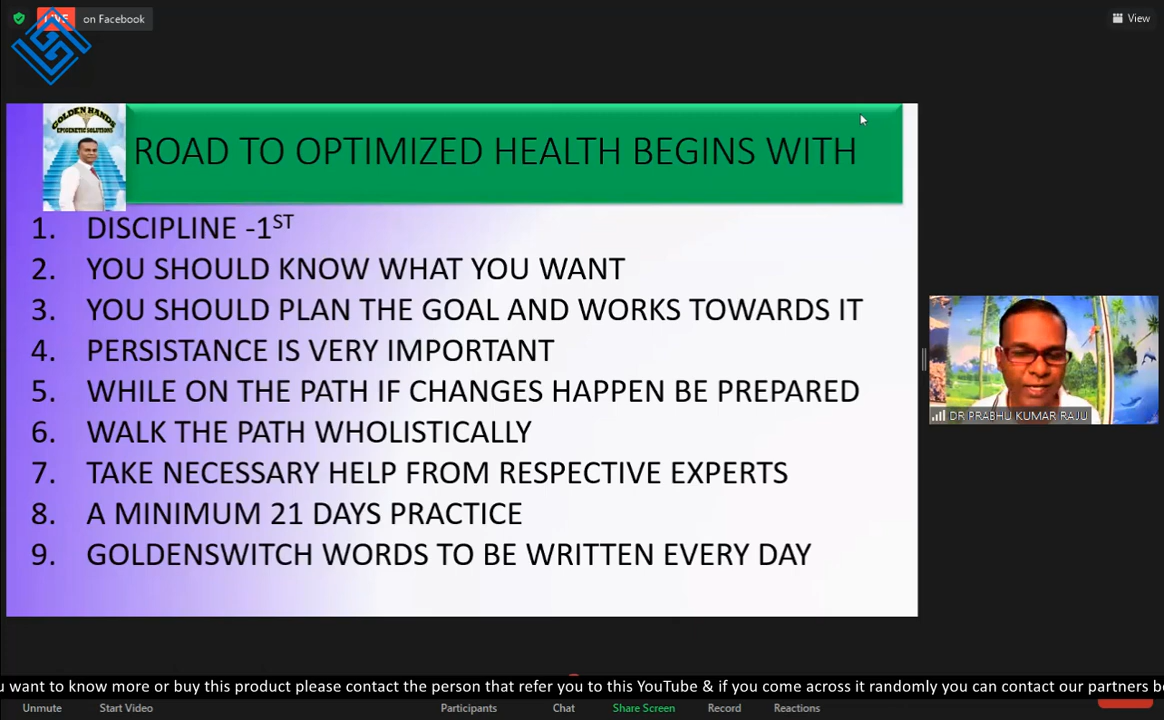 LIVE on Facebook
View
GOLDEN HANDS
EPIGENETIC SOLUTIONS
ROAD TO OPTIMIZED HEALTH BEGINS WITH
1. DISCIPLINE -1ST
2. YOU SHOULD KNOW WHAT YOU WANT
3. YOU SHOULD PLAN THE GOAL AND WORKS TOWARDS IT
4. PERSISTANCE IS VERY IMPORTANT
5. WHILE ON THE PATH IF CHANGES HAPPEN BE PREPARED
6. WALK THE PATH WHOLISTICALLY
7. TAKE NECESSARY HELP FROM RESPECTIVE EXPERTS
8. A MINIMUM 21 DAYS PRACTICE
9. GOLDENSWITCH WORDS TO BE WRITTEN EVERY DAY
DR PRABHU KUMAR RAJU
want to know more or buy this product please contact the person that refer you to this YouTube & if you come across it randomly you can contact our partners
Unmute Start Video Participants Chat Share Screen Record Reactions